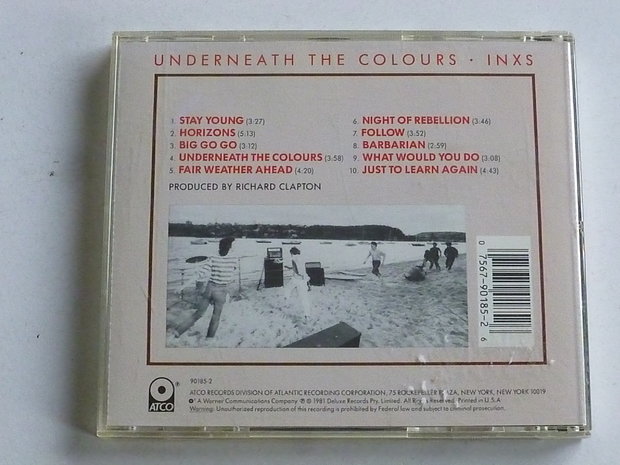 UNDERNEATH THE COLOURS · INXS
1. STAY YOUNG (3:27)
2. HORIZONS (5:13)
3. BIG GO GO (3:12)
4. UNDERNEATH THE COLOURS (3:58)
5. FAIR WEATHER AHEAD (4:20)
6. NIGHT OF REBELLION (3:46)
7. FOLLOW (3:52)
8. BARBARIAN (2:59)
9. WHAT WOULD YOU DO (3:08)
10. JUST TO LEARN AGAIN (4:43)
PRODUCED BY RICHARD CLAPTON
0 7567-90185-2 6
90185-2
ATCO
ATCO RECORDS DIVISION OF ATLANTIC RECORDING CORPORATION, 75 ROCKEFELLER PLAZA, NEW YORK, NEW YORK 10019
A Warner Communications Company ℗ © 1981 Deluxe Records Pty. Limited. All Rights Reserved. Printed in U.S.A
Warning: Unauthorized reproduction of this recording is prohibited by Federal law and subject to criminal prosecution.